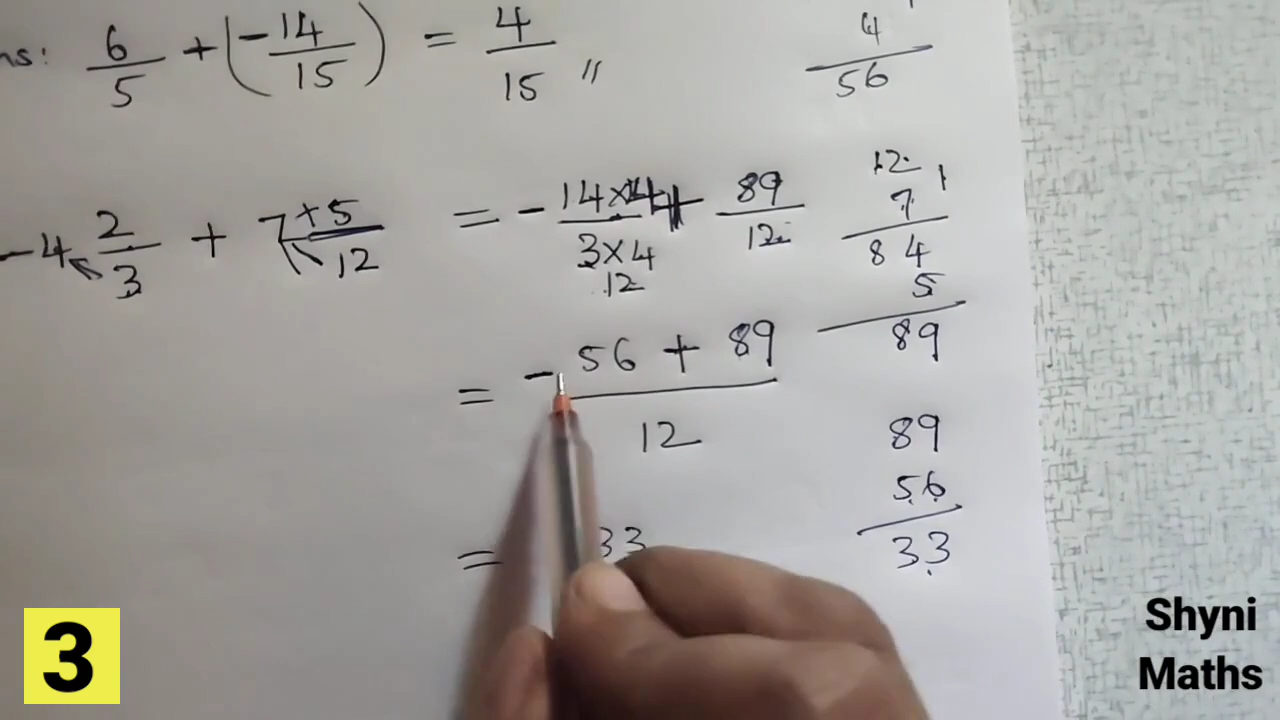 ns: 6/5 + (-14/15) = 4/15 //
4
56
-4 2/3 + 7 5/12 = - 14×4/3×4 + 89/12
12
12
7
84
5
89
= - 56 + 89 / 12
89
56
33
= 33
3
Shyni
Maths